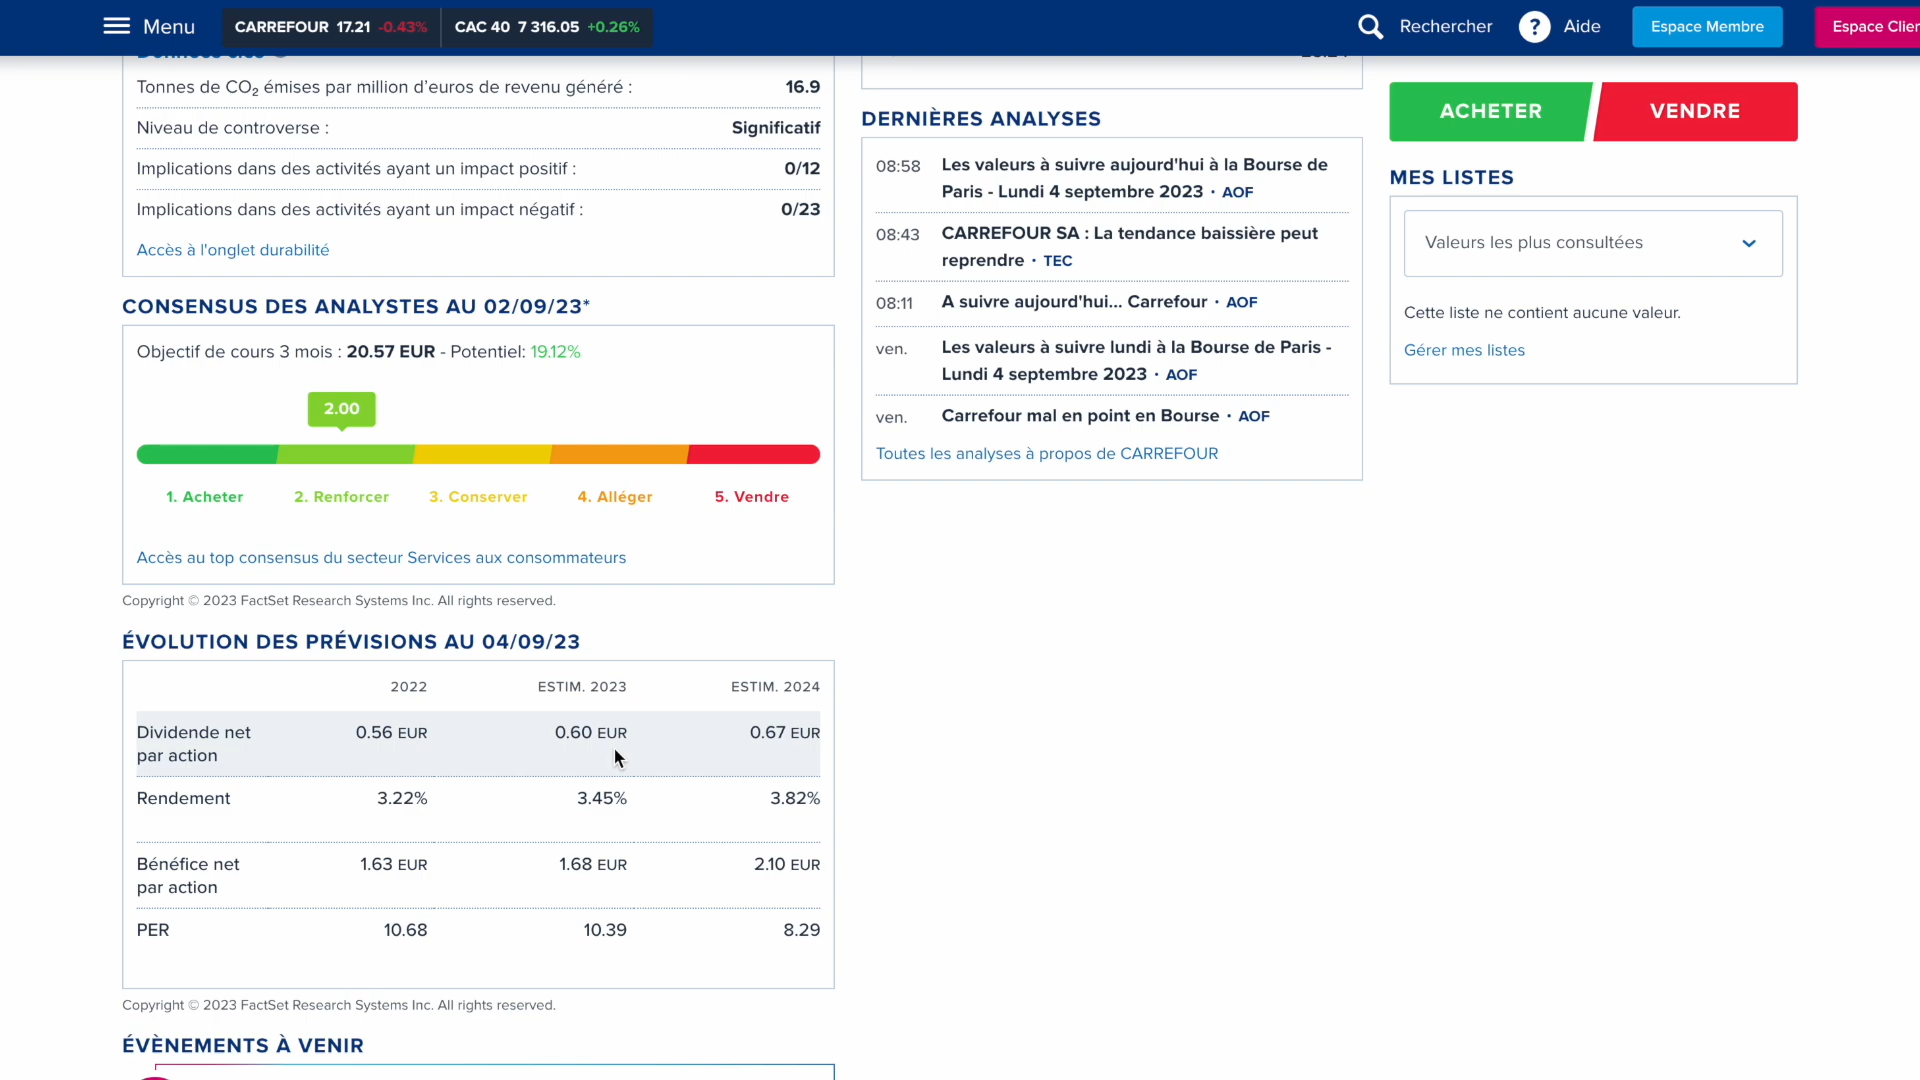 Menu
CARREFOUR 17.21 -0.43%
CAC 40 7 316.05 +0.26%
Rechercher
? Aide
Espace Membre
Espace Clier
Tonnes de CO₂ émises par million d’euros de revenu généré : 16.9
Niveau de controverse : Significatif
Implications dans des activités ayant un impact positif : 0/12
Implications dans des activités ayant un impact négatif : 0/23
Accès à l'onglet durabilité
CONSENSUS DES ANALYSTES AU 02/09/23*
Objectif de cours 3 mois : 20.57 EUR - Potentiel: 19.12%
2.00
1. Acheter 2. Renforcer 3. Conserver 4. Alléger 5. Vendre
Accès au top consensus du secteur Services aux consommateurs
Copyright © 2023 FactSet Research Systems Inc. All rights reserved.
ÉVOLUTION DES PRÉVISIONS AU 04/09/23
2022 ESTIM. 2023 ESTIM. 2024
Dividende net
par action 0.56 EUR 0.60 EUR 0.67 EUR
Rendement 3.22% 3.45% 3.82%
Bénéfice net
par action 1.63 EUR 1.68 EUR 2.10 EUR
PER 10.68 10.39 8.29
Copyright © 2023 FactSet Research Systems Inc. All rights reserved.
ÉVÈNEMENTS À VENIR
DERNIÈRES ANALYSES
08:58 Les valeurs à suivre aujourd'hui à la Bourse de
Paris - Lundi 4 septembre 2023 · AOF
08:43 CARREFOUR SA : La tendance baissière peut
reprendre · TEC
08:11 A suivre aujourd'hui... Carrefour · AOF
ven. Les valeurs à suivre lundi à la Bourse de Paris -
Lundi 4 septembre 2023 · AOF
ven. Carrefour mal en point en Bourse · AOF
Toutes les analyses à propos de CARREFOUR
ACHETER VENDRE
MES LISTES
Valeurs les plus consultées
Cette liste ne contient aucune valeur.
Gérer mes listes